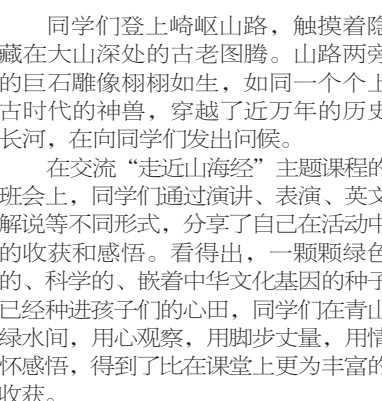 同学们登上崎岖山路，触摸着隐
藏在大山深处的古老图腾。山路两旁
的巨石雕像栩栩如生，如同一个个上
古时代的神兽，穿越了近万年的历史
长河，在向同学们发出问候。
在交流“走近山海经”主题课程的
班会上，同学们通过演讲、表演、英文
解说等不同形式，分享了自己在活动中
的收获和感悟。看得出，一颗颗绿色
的、科学的、嵌着中华文化基因的种子
已经种进孩子们的心田，同学们在青山
绿水间，用心观察，用脚步丈量，用情
怀感悟，得到了比在课堂上更为丰富的
收获。